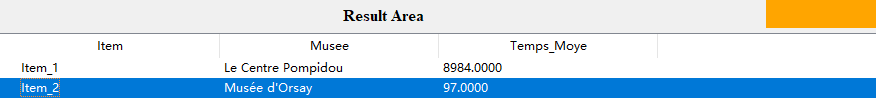 Result Area
Item Musee Temps_Moye
Item_1 Le Centre Pompidou 8984.0000
Item_2 Musée d'Orsay 97.0000